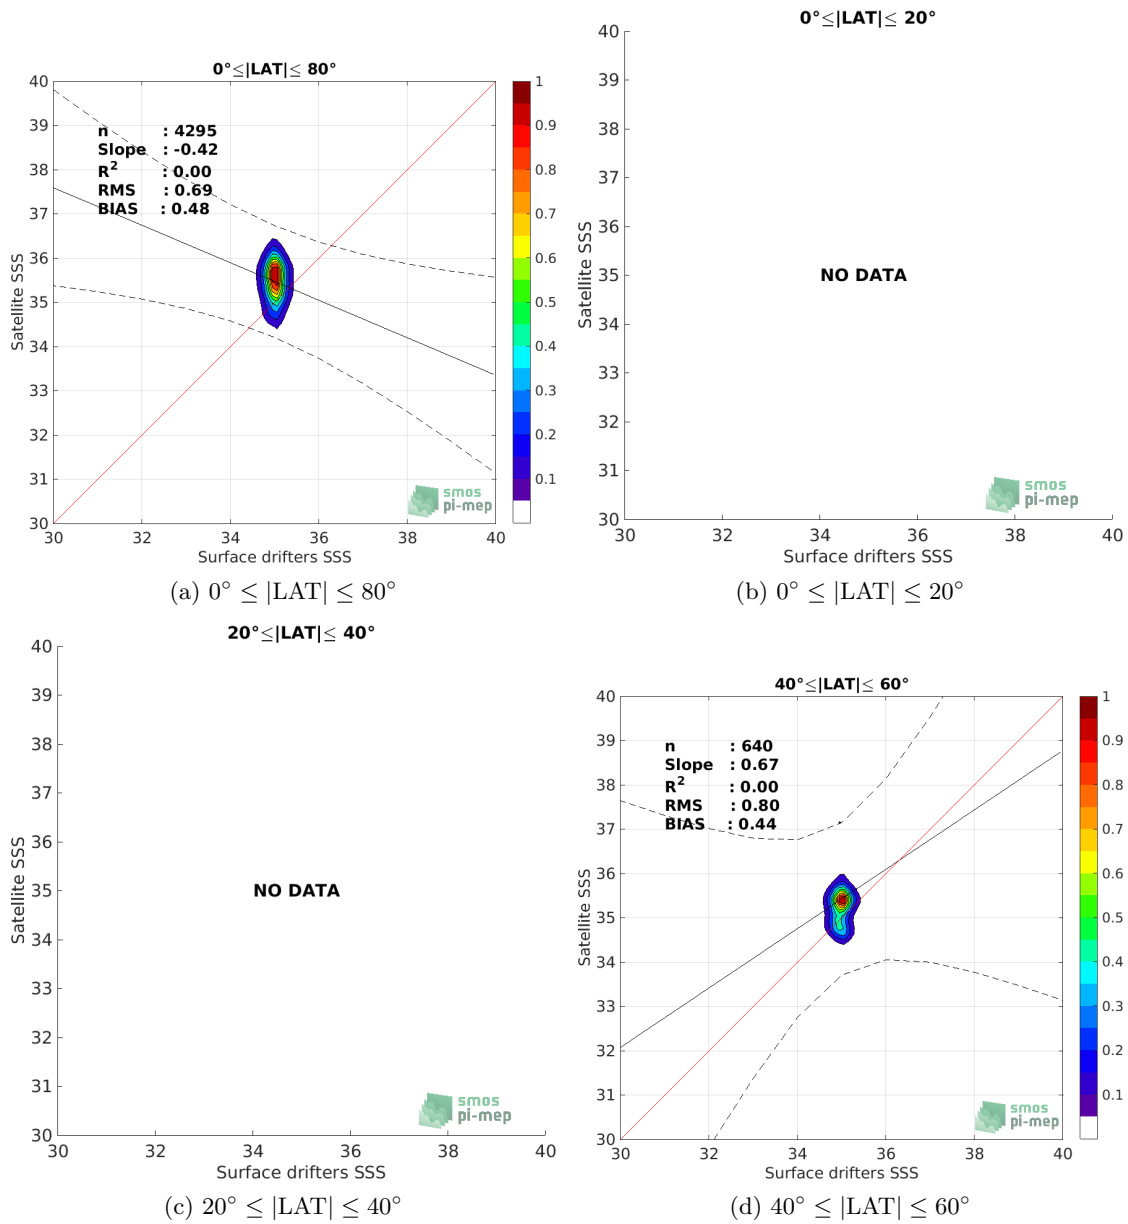 0°≤|LAT|≤ 80°
40
39
38
37
36
35
34
33
32
31
30
n : 4295
Slope : -0.42
R2 : 0.00
RMS : 0.69
BIAS : 0.48
Satellite SSS
smos
pi-mep
30 32 34 36 38 40
Surface drifters SSS
1
0.9
0.8
0.7
0.6
0.5
0.4
0.3
0.2
0.1
(a) 0° ≤ |LAT| ≤ 80°
0°≤|LAT|≤ 20°
40
39
38
37
36
35
34
33
32
31
30
Satellite SSS
NO DATA
smos
pi-mep
30 32 34 36 38 40
Surface drifters SSS
(b) 0° ≤ |LAT| ≤ 20°
20°≤|LAT|≤ 40°
40
39
38
37
36
35
34
33
32
31
30
Satellite SSS
NO DATA
smos
pi-mep
30 32 34 36 38 40
Surface drifters SSS
(c) 20° ≤ |LAT| ≤ 40°
40°≤|LAT|≤ 60°
40
39
38
37
36
35
34
33
32
31
30
n : 640
Slope : 0.67
R2 : 0.00
RMS : 0.80
BIAS : 0.44
Satellite SSS
smos
pi-mep
30 32 34 36 38 40
Surface drifters SSS
1
0.9
0.8
0.7
0.6
0.5
0.4
0.3
0.2
0.1
(d) 40° ≤ |LAT| ≤ 60°